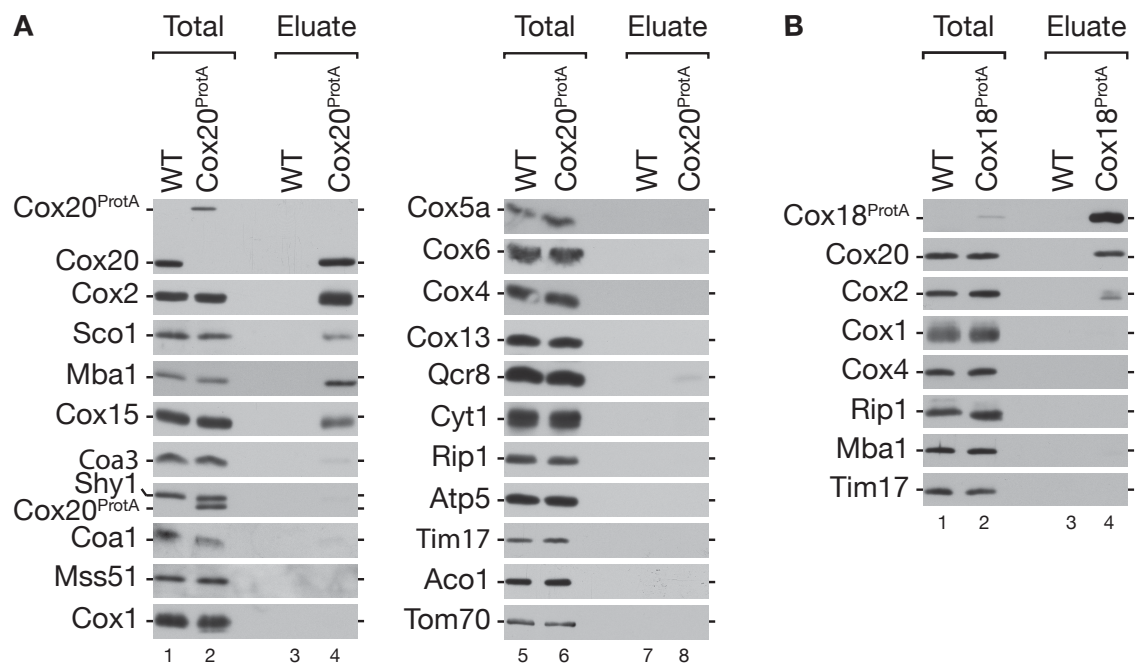 A
Total Eluate
WT Cox20ProtA WT Cox20ProtA
Cox20ProtA
Cox20
Cox2
Sco1
Mba1
Cox15
Coa3
Shy1
Cox20ProtA
Coa1
Mss51
Cox1
1 2 3 4
Total Eluate
WT Cox20ProtA WT Cox20ProtA
Cox5a
Cox6
Cox4
Cox13
Qcr8
Cyt1
Rip1
Atp5
Tim17
Aco1
Tom70
5 6 7 8
B
Total Eluate
WT Cox18ProtA WT Cox18ProtA
Cox18ProtA
Cox20
Cox2
Cox1
Cox4
Rip1
Mba1
Tim17
1 2 3 4